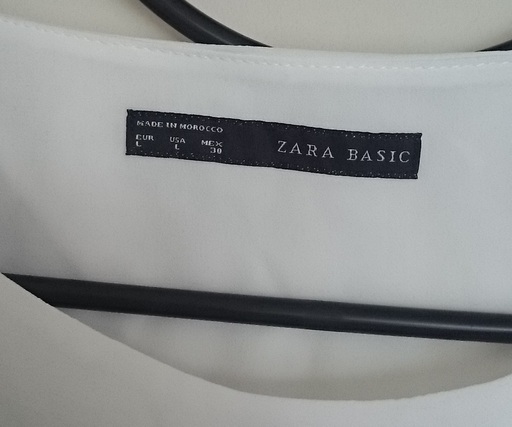 MADE IN MOROCCO
EUR USA MEX
L L 30
ZARA BASIC